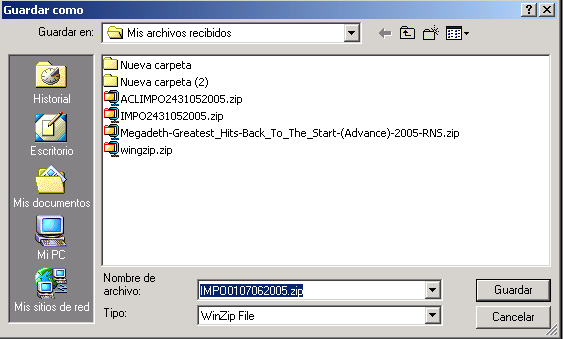 Guardar como
Guardar en:
Mis archivos recibidos
Historial
Escritorio
Mis documentos
Mi PC
Mis sitios de red
Nueva carpeta
Nueva carpeta (2)
ACLIMPO2431052005.zip
IMPO2431052005.zip
Megadeth-Greatest_Hits-Back_To_The_Start-(Advance)-2005-RNS.zip
wingzip.zip
Nombre de
archivo:
IMPO0107062005.zip
Guardar
Tipo:
WinZip File
Cancelar